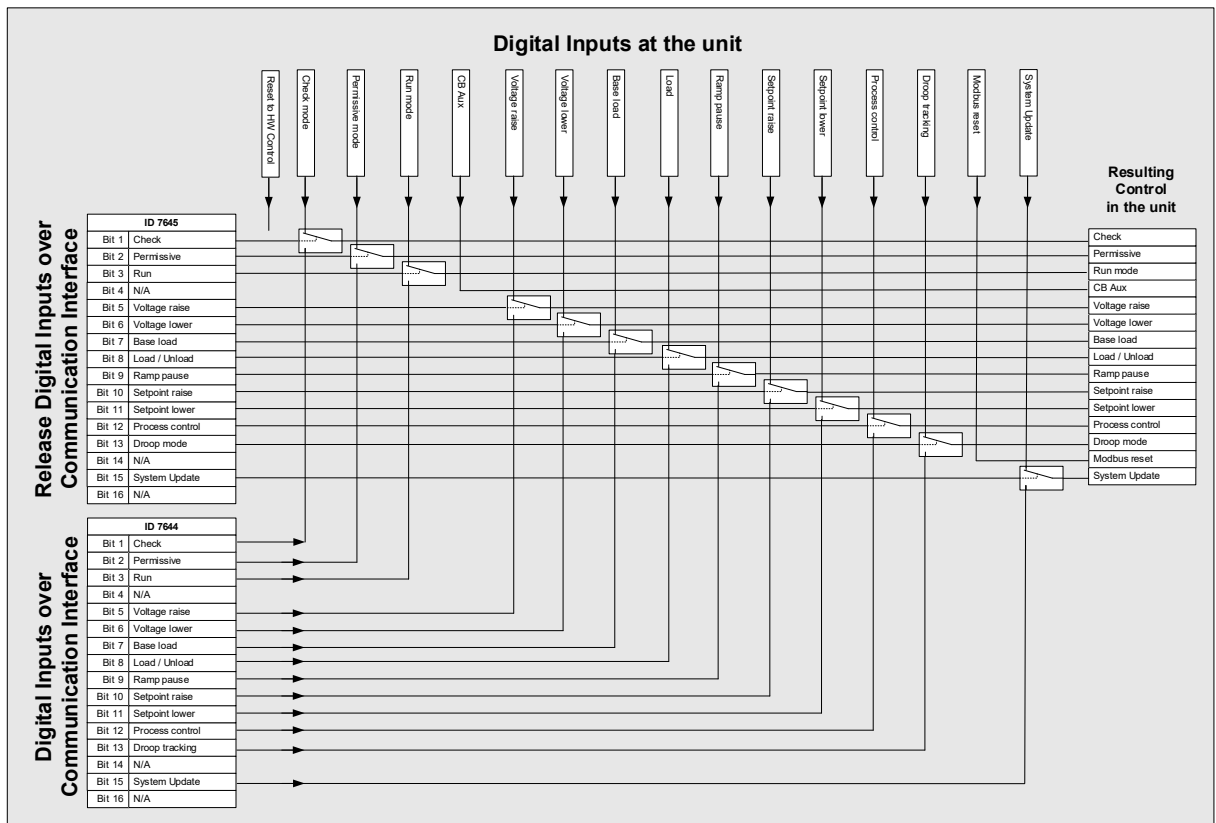 Digital Inputs at the unit
Reset to HW Control
Check mode
Permissive mode
Run mode
CB Aux
Voltage raise
Voltage lower
Base load
Load
Ramp pause
Setpoint raise
Setpoint lower
Process control
Droop tracking
Modbus reset
System Update
Resulting
Control
in the unit
Release Digital Inputs over
Communication Interface
ID 7645
Bit 1 Check
Bit 2 Permissive
Bit 3 Run
Bit 4 N/A
Bit 5 Voltage raise
Bit 6 Voltage lower
Bit 7 Base load
Bit 8 Load / Unload
Bit 9 Ramp pause
Bit 10 Setpoint raise
Bit 11 Setpoint lower
Bit 12 Process control
Bit 13 Droop mode
Bit 14 N/A
Bit 15 System Update
Bit 16 N/A
Check
Permissive
Run mode
CB Aux
Voltage raise
Voltage lower
Base load
Load / Unload
Ramp pause
Setpoint raise
Setpoint lower
Process control
Droop mode
Modbus reset
System Update
Digital Inputs over
Communication Interface
ID 7644
Bit 1 Check
Bit 2 Permissive
Bit 3 Run
Bit 4 N/A
Bit 5 Voltage raise
Bit 6 Voltage lower
Bit 7 Base load
Bit 8 Load / Unload
Bit 9 Ramp pause
Bit 10 Setpoint raise
Bit 11 Setpoint lower
Bit 12 Process control
Bit 13 Droop tracking
Bit 14 N/A
Bit 15 System Update
Bit 16 N/A